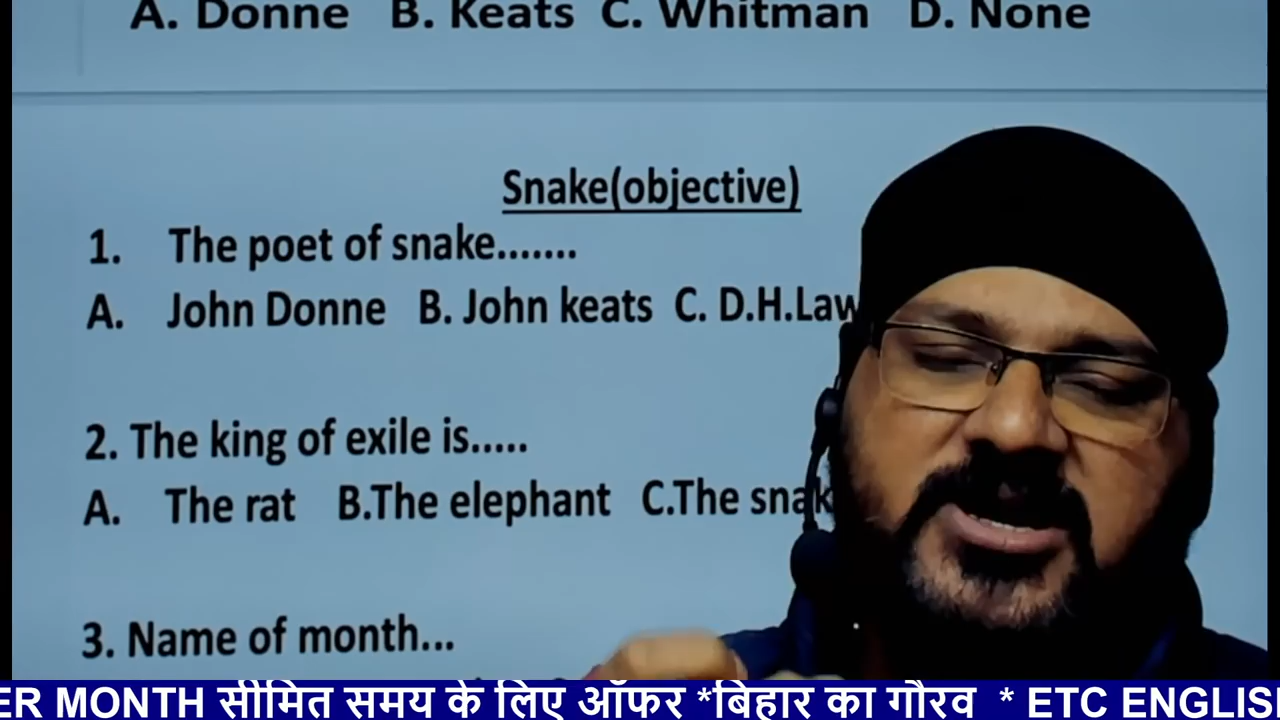 A. Donne B. Keats C. Whitman D. None
Snake(objective)
1. The poet of snake.......
A. John Donne B. John keats C. D.H.Law
2. The king of exile is.....
A. The rat B.The elephant C.The snak
3. Name of month...
ER MONTH सीमित समय के लिए ऑफर *बिहार का गौरव * ETC ENGLIS